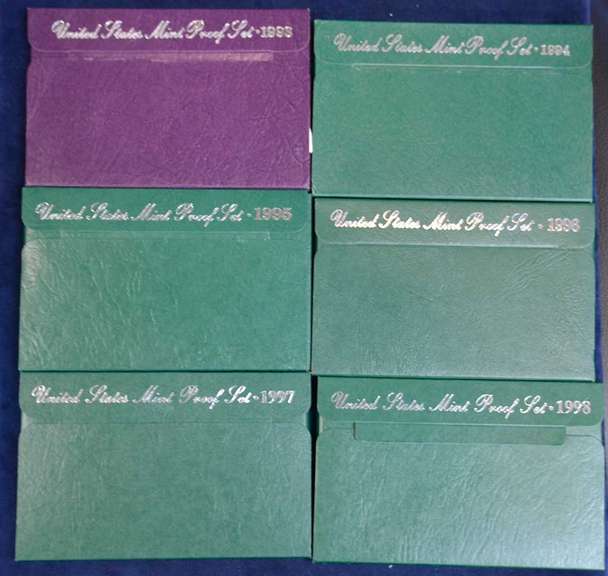 United States Mint Proof Set - 1993
United States Mint Proof Set - 1994
United States Mint Proof Set - 1995
United States Mint Proof Set - 1996
United States Mint Proof Set - 1997
United States Mint Proof Set - 1998